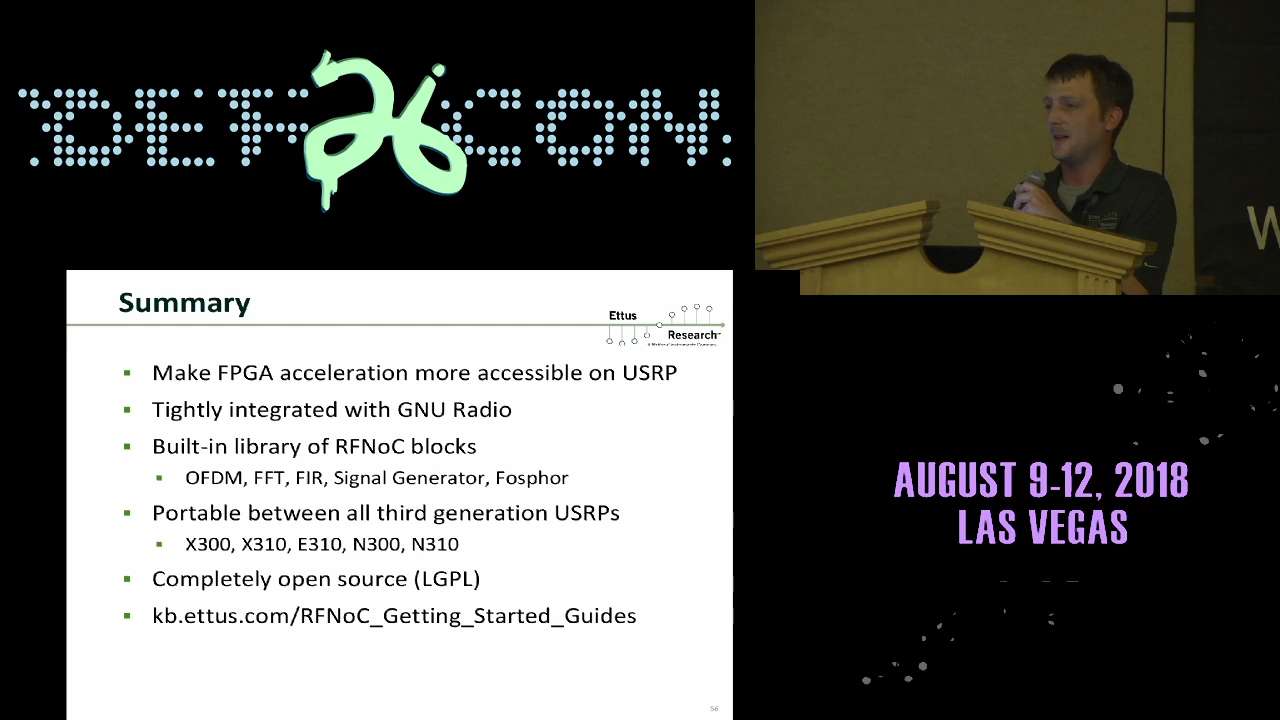 DEF26CON
W
Summary
Ettus
Research
Make FPGA acceleration more accessible on USRP
Tightly integrated with GNU Radio
Built-in library of RFNoC blocks
OFDM, FFT, FIR, Signal Generator, Fosphor
Portable between all third generation USRPs
X300, X310, E310, N300, N310
Completely open source (LGPL)
kb.ettus.com/RFNoC_Getting_Started_Guides
56
AUGUST 9-12, 2018
LAS VEGAS